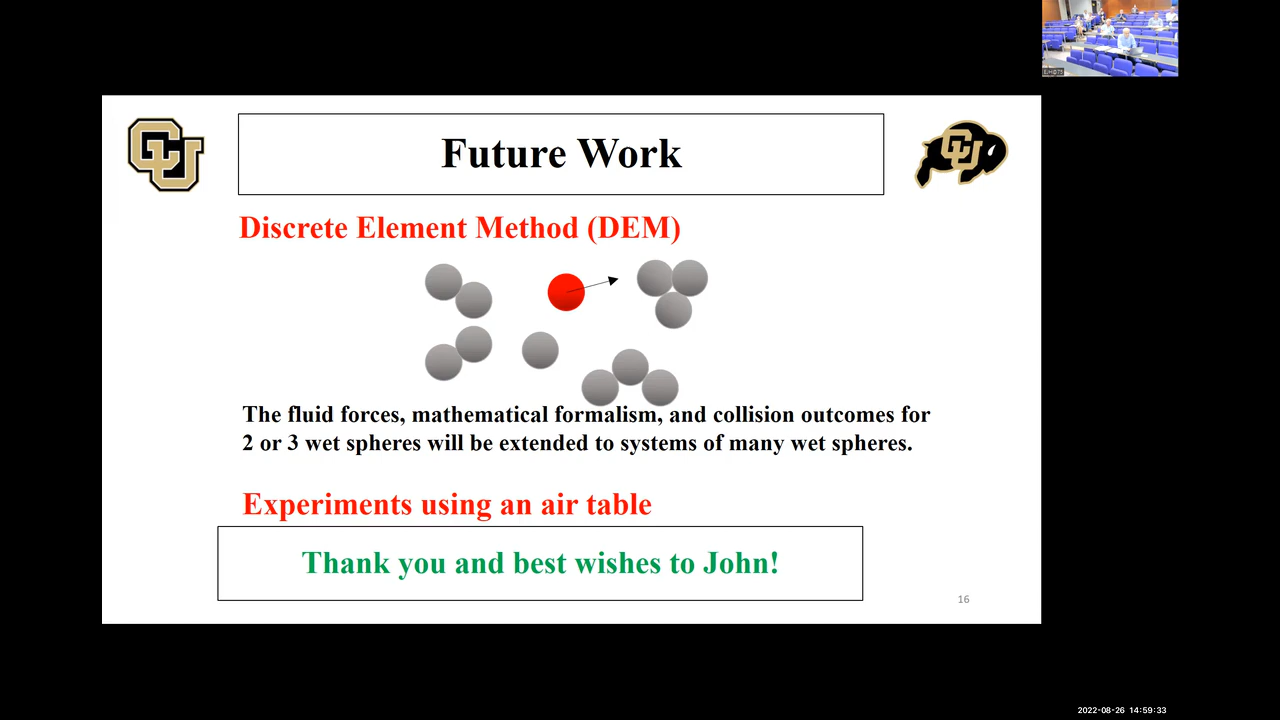 CU
Future Work
CU
Discrete Element Method (DEM)
The fluid forces, mathematical formalism, and collision outcomes for
2 or 3 wet spheres will be extended to systems of many wet spheres.
Experiments using an air table
Thank you and best wishes to John!
16
2022-08-26 14:59:33